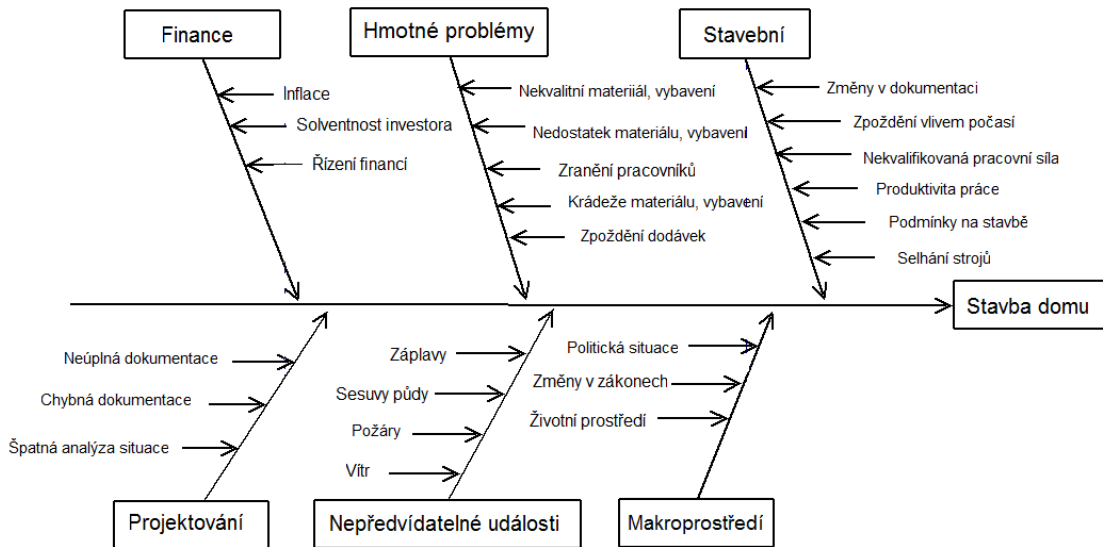 Finance
Hmotné problémy
Stavební
Inflace
Solventnost investora
Řízení financí
Nekvalitní materiiál, vybavení
Nedostatek materiálu, vybavení
Zranění pracovníků
Krádeže materiálu, vybavení
Zpoždění dodávek
Změny v dokumentaci
Zpoždění vlivem počasí
Nekvalifikovaná pracovní síla
Produktivita práce
Podmínky na stavbě
Selhání strojů
Stavba domu
Neúplná dokumentace
Chybná dokumentace
Špatná analýza situace
Záplavy
Sesuvy půdy
Požáry
Vítr
Politická situace
Změny v zákonech
Životní prostředí
Projektování
Nepředvídatelné události
Makroprostředí